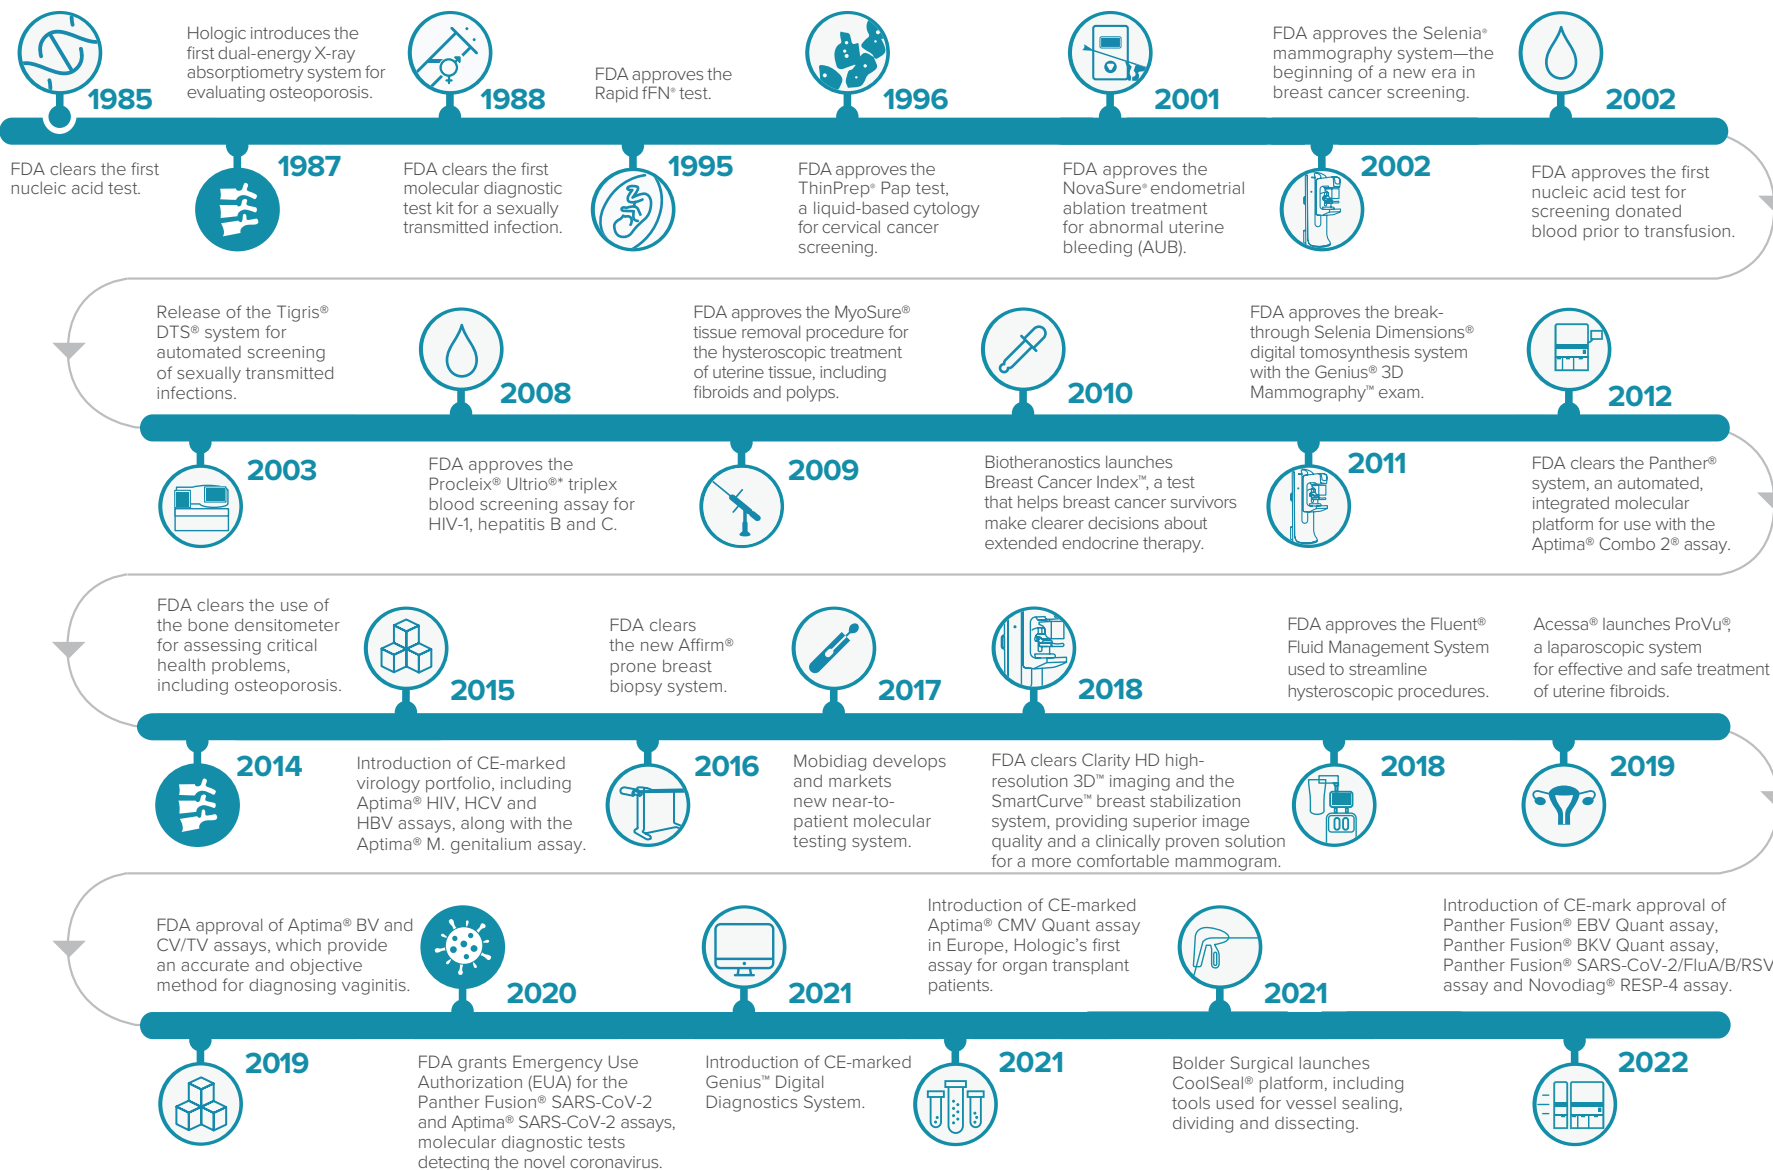 1985
FDA clears the first
nucleic acid test.
Hologic introduces the
first dual-energy X-ray
absorptiometry system for
evaluating osteoporosis.
1987
1988
FDA clears the first
molecular diagnostic
test kit for a sexually
transmitted infection.
FDA approves the
Rapid fFN® test.
1995
1996
FDA approves the
ThinPrep® Pap test,
a liquid-based cytology
for cervical cancer
screening.
2001
FDA approves the
NovaSure® endometrial
ablation treatment
for abnormal uterine
bleeding (AUB).
FDA approves the Selenia®
mammography system—the
beginning of a new era in
breast cancer screening.
2002
2002
FDA approves the first
nucleic acid test for
screening donated
blood prior to transfusion.
Release of the Tigris®
DTS® system for
automated screening
of sexually transmitted
infections.
2003
2008
FDA approves the
Procleix® Ultrio®* triplex
blood screening assay for
HIV-1, hepatitis B and C.
FDA approves the MyoSure®
tissue removal procedure for
the hysteroscopic treatment
of uterine tissue, including
fibroids and polyps.
2009
2010
Biotheranostics launches
Breast Cancer Index™, a test
that helps breast cancer survivors
make clearer decisions about
extended endocrine therapy.
FDA approves the break-
through Selenia Dimensions®
digital tomosynthesis system
with the Genius® 3D
Mammography™ exam.
2011
2012
FDA clears the Panther®
system, an automated,
integrated molecular
platform for use with the
Aptima® Combo 2® assay.
FDA clears the use of
the bone densitometer
for assessing critical
health problems,
including osteoporosis.
2014
2015
Introduction of CE-marked
virology portfolio, including
Aptima® HIV, HCV and
HBV assays, along with the
Aptima® M. genitalium assay.
FDA clears
the new Affirm®
prone breast
biopsy system.
2016
2017
Mobidiag develops
and markets
new near-to-
patient molecular
testing system.
2018
FDA clears Clarity HD high-
resolution 3D™ imaging and the
SmartCurve™ breast stabilization
system, providing superior image
quality and a clinically proven solution
for a more comfortable mammogram.
FDA approves the Fluent®
Fluid Management System
used to streamline
hysteroscopic procedures.
2018
Acessa® launches ProVu®,
a laparoscopic system
for effective and safe treatment
of uterine fibroids.
2019
FDA approval of Aptima® BV and
CV/TV assays, which provide
an accurate and objective
method for diagnosing vaginitis.
2019
2020
FDA grants Emergency Use
Authorization (EUA) for the
Panther Fusion® SARS-CoV-2
and Aptima® SARS-CoV-2 assays,
molecular diagnostic tests
detecting the novel coronavirus.
2021
Introduction of CE-marked
Genius™ Digital
Diagnostics System.
Introduction of CE-marked
Aptima® CMV Quant assay
in Europe, Hologic's first
assay for organ transplant
patients.
2021
2021
Bolder Surgical launches
CoolSeal® platform, including
tools used for vessel sealing,
dividing and dissecting.
Introduction of CE-mark approval of
Panther Fusion® EBV Quant assay,
Panther Fusion® BKV Quant assay,
Panther Fusion® SARS-CoV-2/FluA/B/RSV
assay and Novodiag® RESP-4 assay.
2022